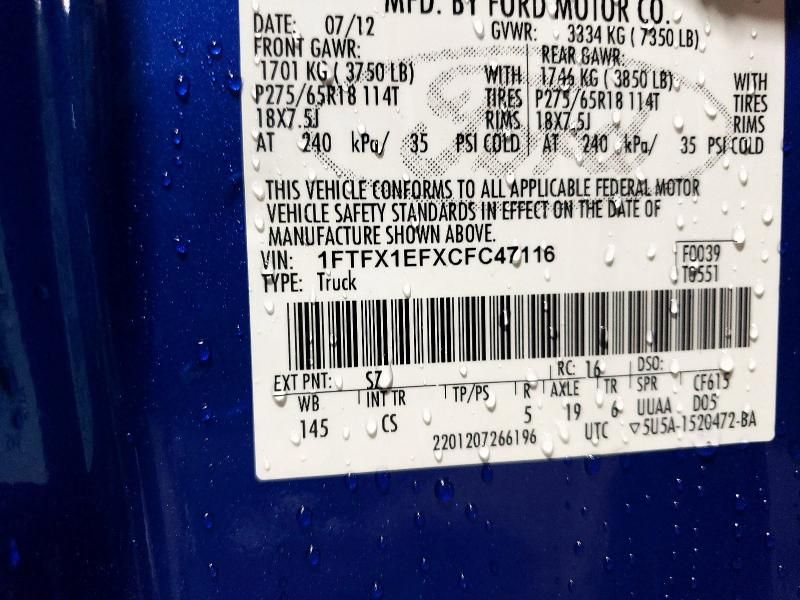 MFD. BY FORD MOTOR CO.
DATE: 07/12 GVWR: 3334 KG ( 7350 LB)
FRONT GAWR: REAR GAWR:
1701 KG ( 3750 LB) WITH 1746 KG ( 3850 LB) WITH
P275/65R18 114T TIRES P275/65R18 114T TIRES
18X7.5J RIMS 18X7.5J RIMS
AT 240 kPa/ 35 PSI COLD AT 240 kPa/ 35 PSI COLD
THIS VEHICLE CONFORMS TO ALL APPLICABLE FEDERAL MOTOR
VEHICLE SAFETY STANDARDS IN EFFECT ON THE DATE OF
MANUFACTURE SHOWN ABOVE.
VIN: 1FTFX1EFXCFC47116 F0039
TYPE: Truck T0551
EXT PNT: SZ RC: 16 DSO:
WB INT TR TP/PS R AXLE TR SPR CF615
145 CS 5 19 6 UUAA D05
2201207266196 UTC ▽5U5A-1520472-BA